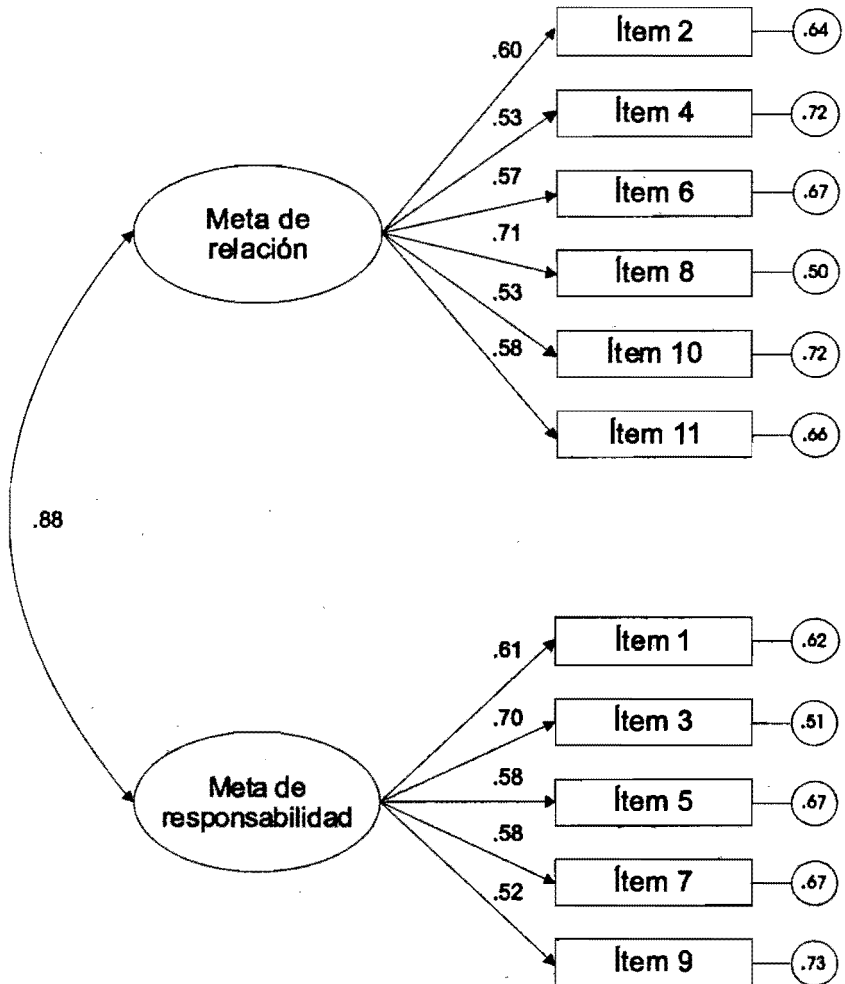 .60
Ítem 2
.64
.53
Ítem 4
.72
.57
Ítem 6
.67
.71
Ítem 8
.50
.53
Ítem 10
.72
.58
Ítem 11
.66
Meta de
relación
.88
.61
Ítem 1
.62
.70
Ítem 3
.51
.58
Ítem 5
.67
.58
Ítem 7
.67
.52
Ítem 9
.73
Meta de
responsabilidad